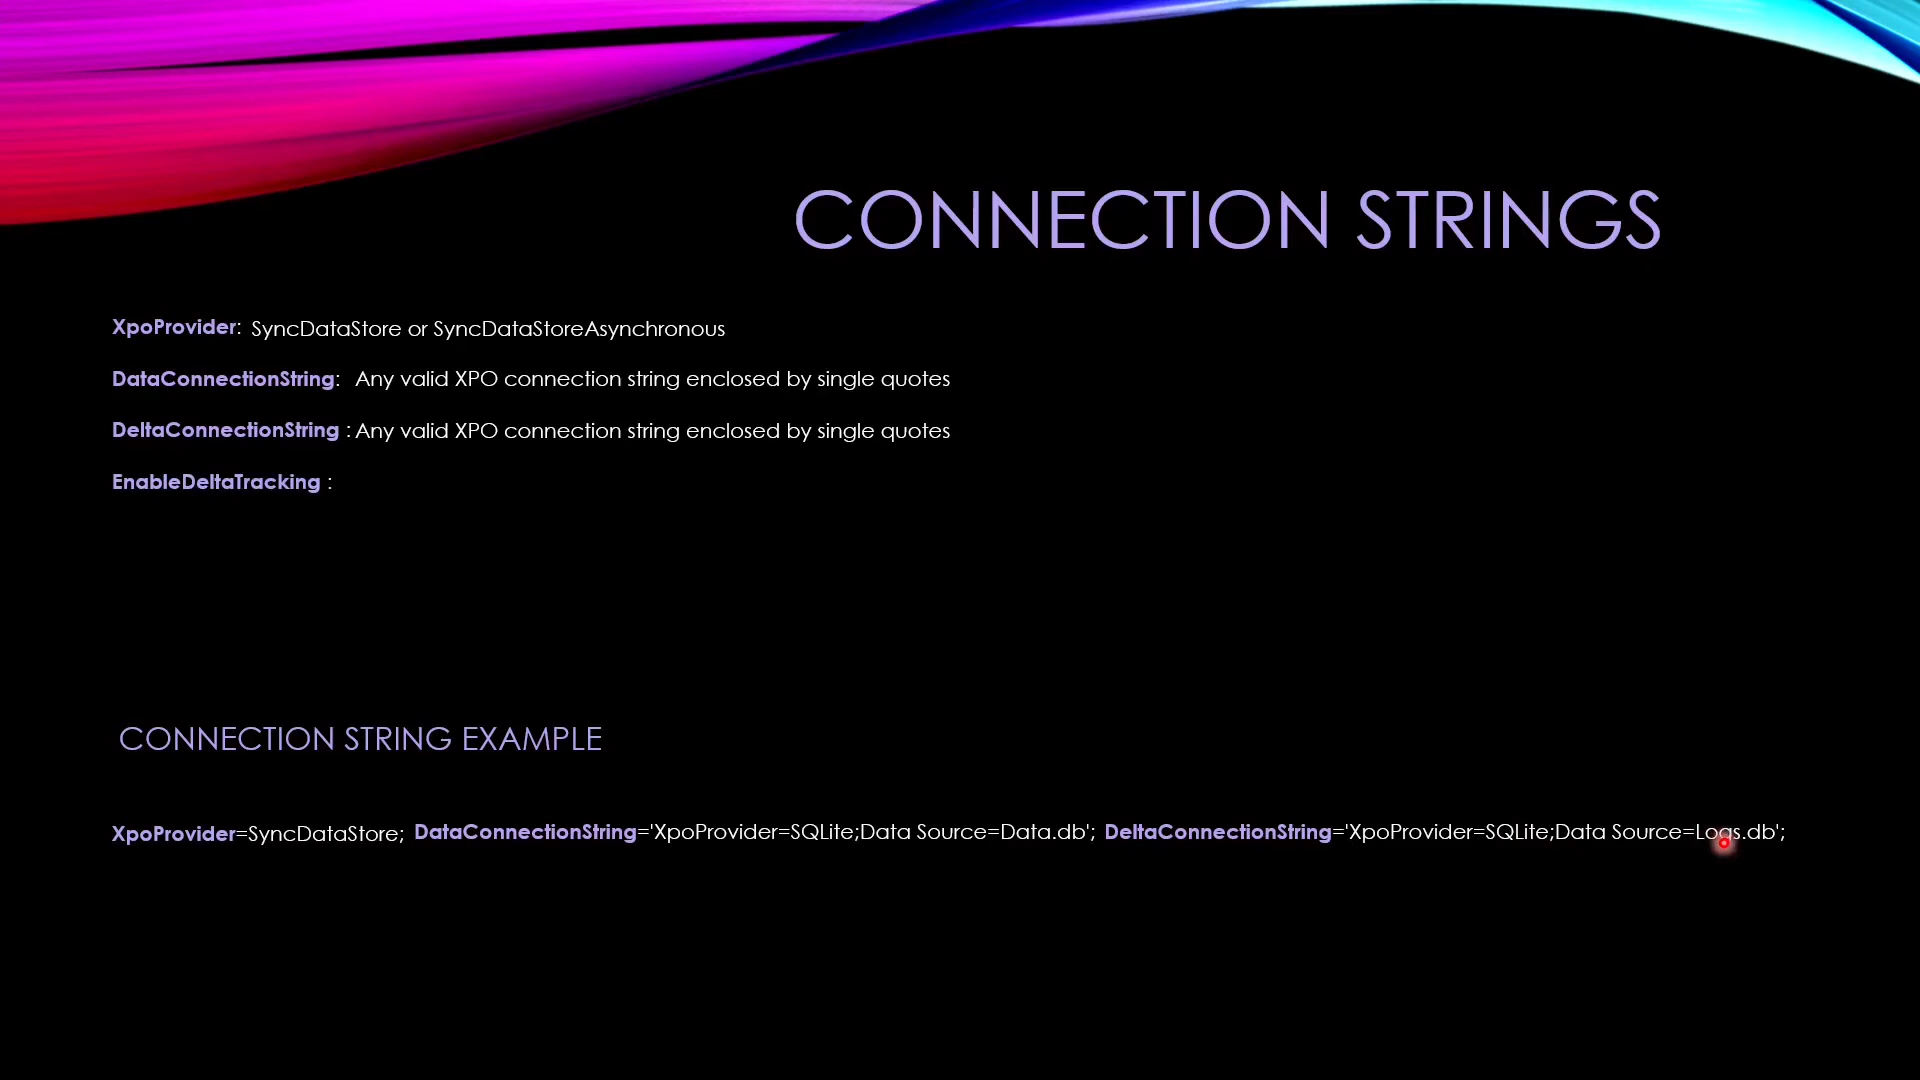 CONNECTION STRINGS
XpoProvider: SyncDataStore or SyncDataStoreAsynchronous
DataConnectionString: Any valid XPO connection string enclosed by single quotes
DeltaConnectionString : Any valid XPO connection string enclosed by single quotes
EnableDeltaTracking :
CONNECTION STRING EXAMPLE
XpoProvider=SyncDataStore; DataConnectionString='XpoProvider=SQLite;Data Source=Data.db'; DeltaConnectionString='XpoProvider=SQLite;Data Source=Logs.db';